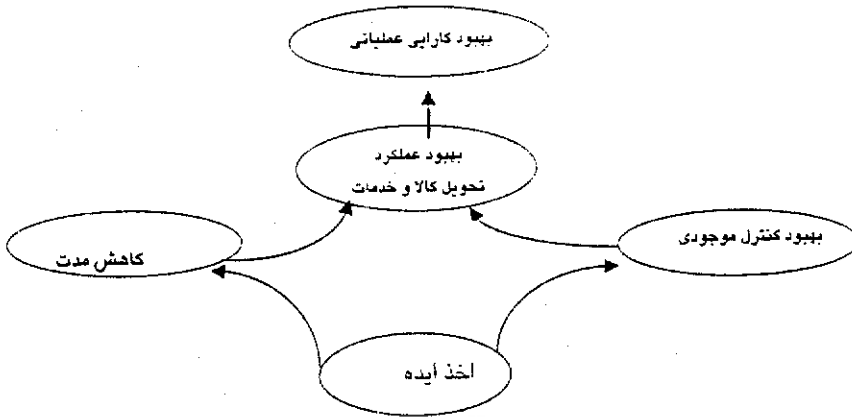 بهبود کارایی عملیاتی
بهبود عملکرد
تحویل کالا و خدمات
بهبود کنترل موجودی
کاهش مدت
اخذ ایده